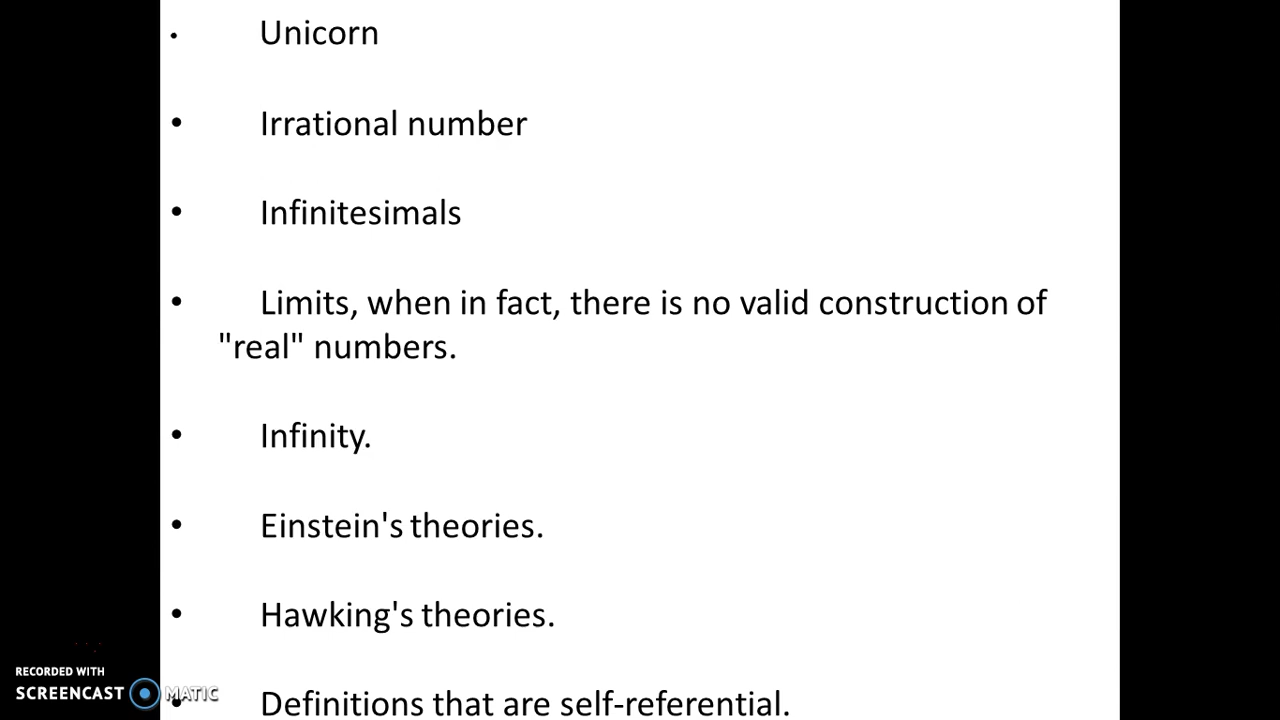 • Unicorn
• Irrational number
• Infinitesimals
• Limits, when in fact, there is no valid construction of
"real" numbers.
• Infinity.
• Einstein's theories.
• Hawking's theories.
• Definitions that are self-referential.
RECORDED WITH
SCREENCAST MATIC